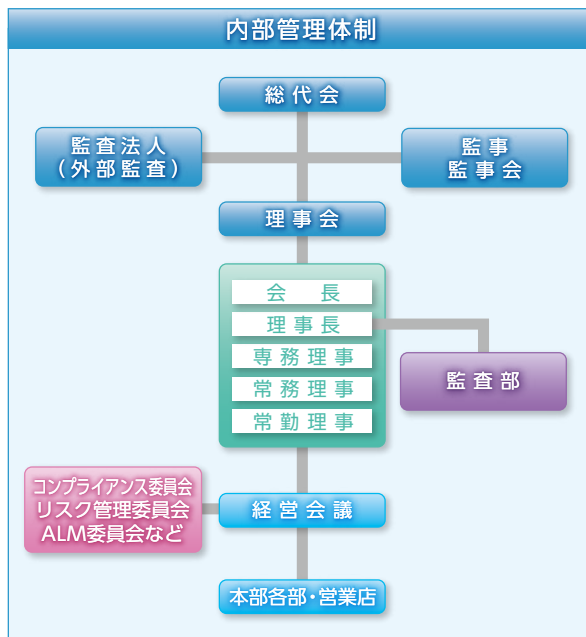 内部管理体制
総代会
監査法人
（外部監査）
監事
監事会
理事会
会　長
理事長
専務理事
常務理事
常勤理事
監査部
コンプライアンス委員会
リスク管理委員会
ALM委員会など
経営会議
本部各部・営業店